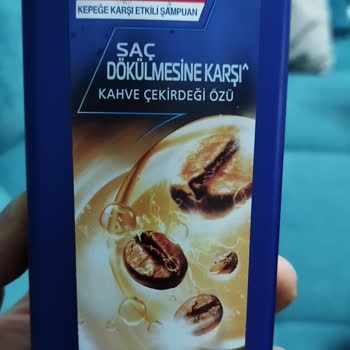 KEPEĞE KARŞI ETKİLİ ŞAMPUAN
SAÇ
DÖKÜLMESİNE KARŞI^
KAHVE ÇEKİRDEĞİ ÖZÜ